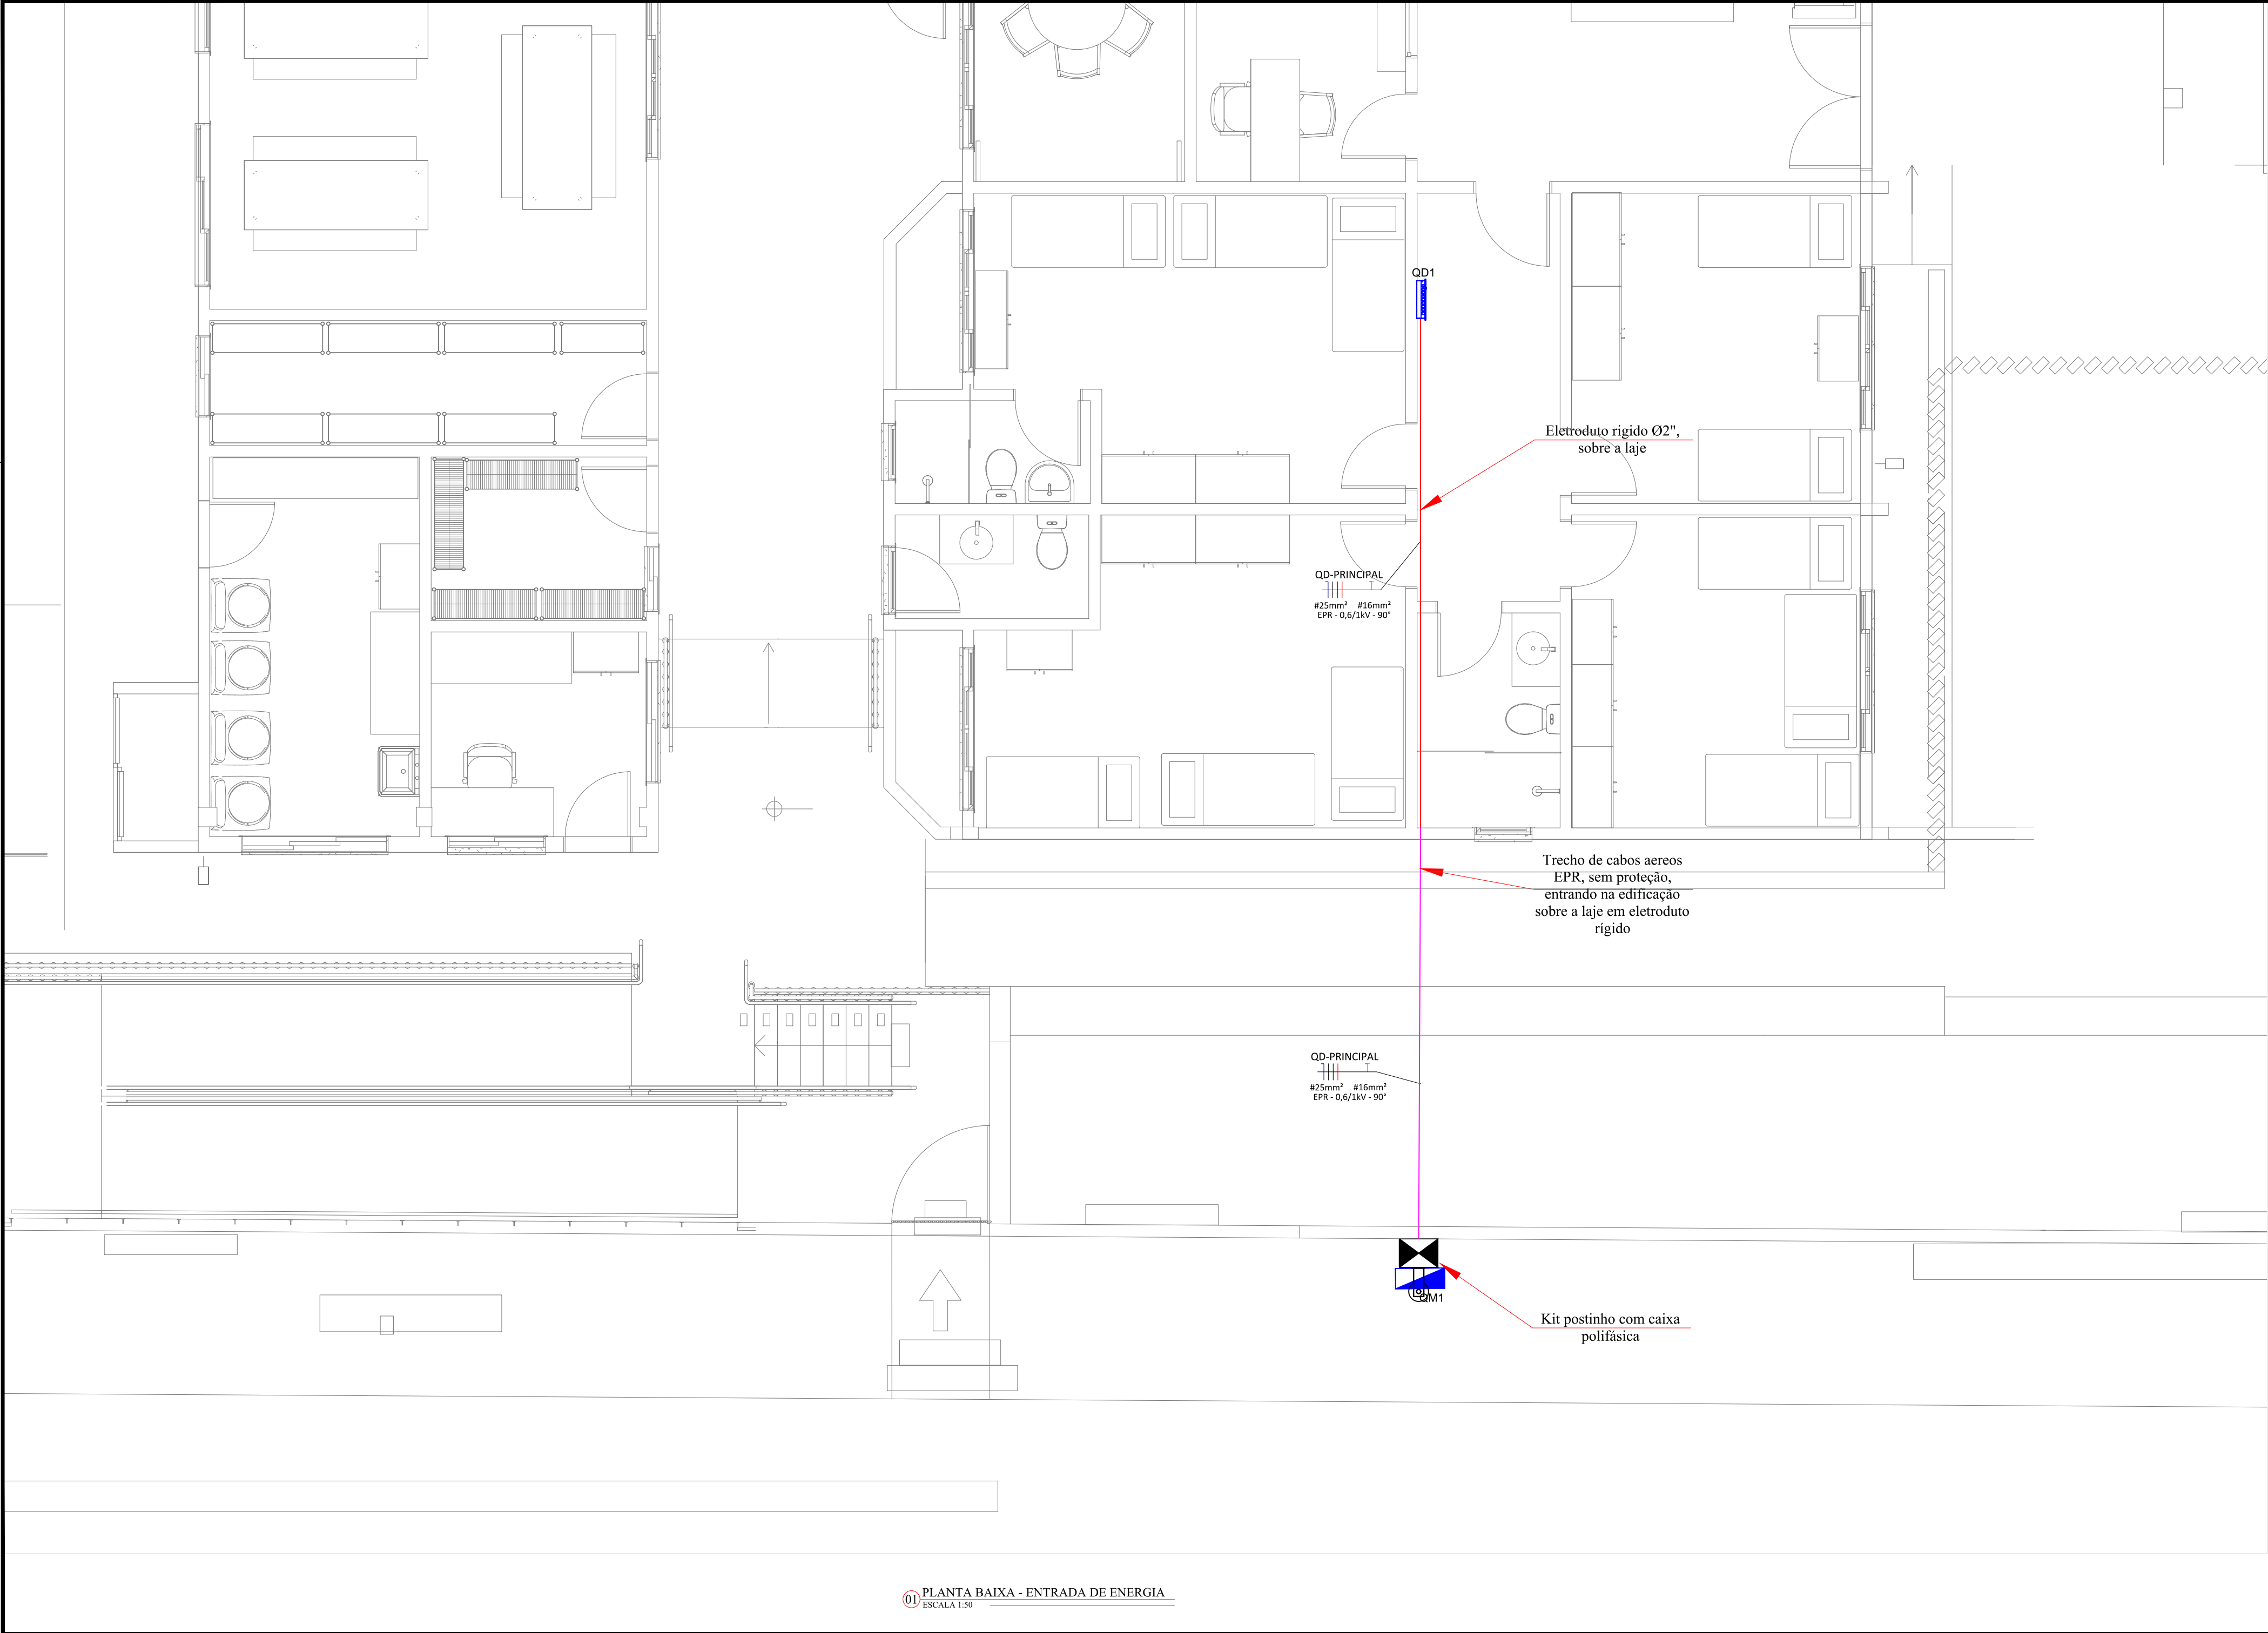 QD1
Eletroduto rigido Ø2",
sobre a laje
QD-PRINCIPAL
#25mm² #16mm²
EPR - 0,6/1kV - 90°
Trecho de cabos aereos
EPR, sem proteção,
entrando na edificação
sobre a laje em eletroduto
rígido
QD-PRINCIPAL
#25mm² #16mm²
EPR - 0,6/1kV - 90°
QM1
Kit postinho com caixa
polifásica
01 PLANTA BAIXA - ENTRADA DE ENERGIA
ESCALA 1:50